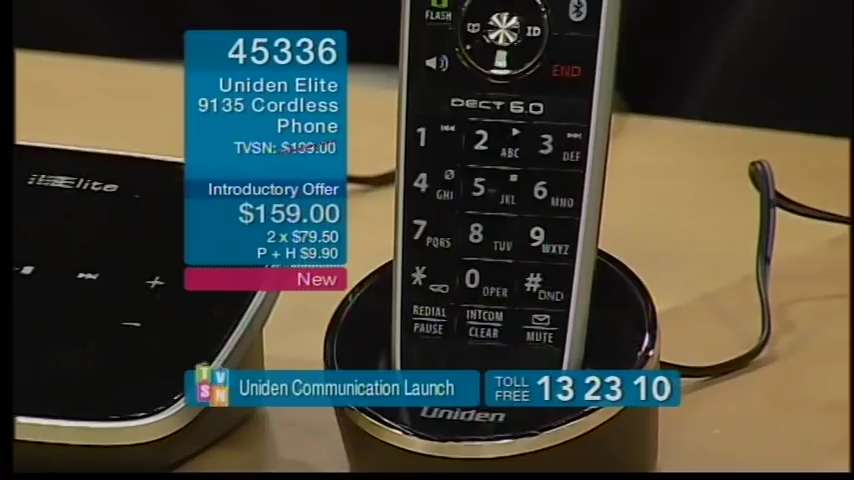 45336
Uniden Elite
9135 Cordless
Phone
TVSN: $199.00
Introductory Offer
$159.00
2 x $79.50
P + H $9.90
New
Elite
FLASH
ID
END
DECT 6.0
1 2 ABC 3 DEF
4 GHI 5 JKL 6 MNO
7 PQRS 8 TUV 9 WXYZ
* 0 OPER # DND
REDIAL PAUSE INTCOM CLEAR MUTE
TVSN Uniden Communication Launch TOLL FREE 13 23 10
Uniden